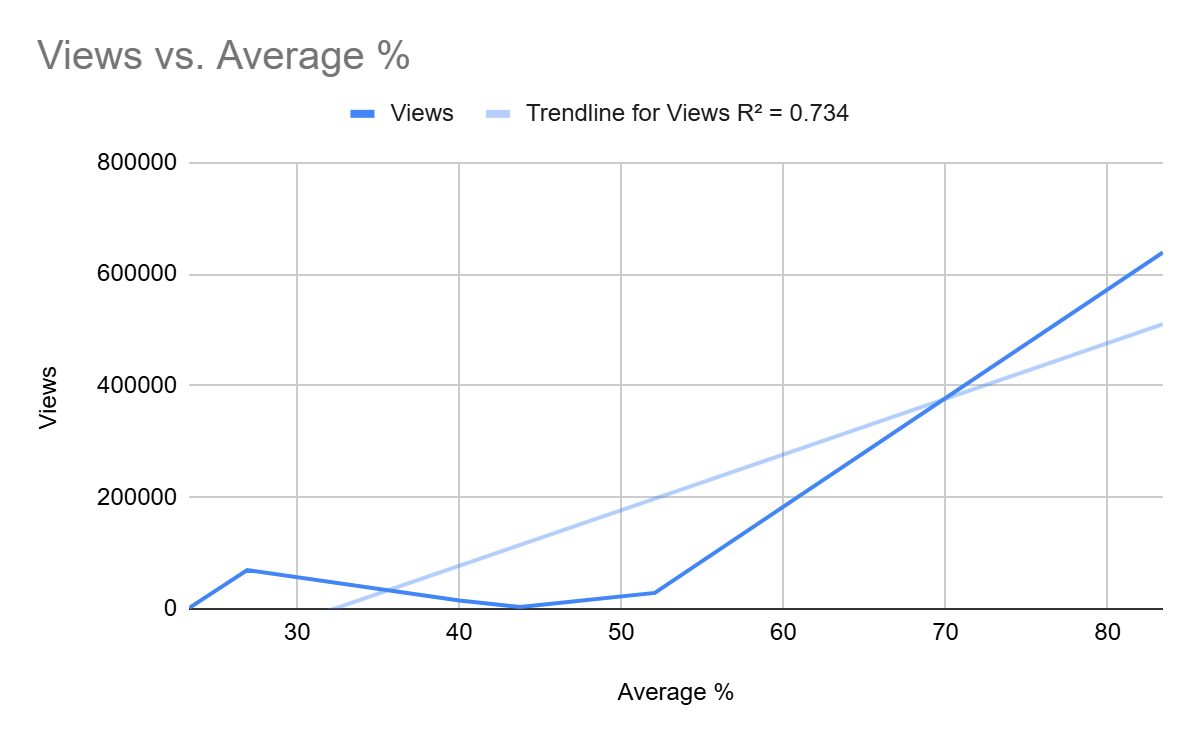 Views vs. Average %
Views
Trendline for Views R² = 0.734
800000
600000
400000
200000
0
Views
30
40
50
60
70
80
Average %